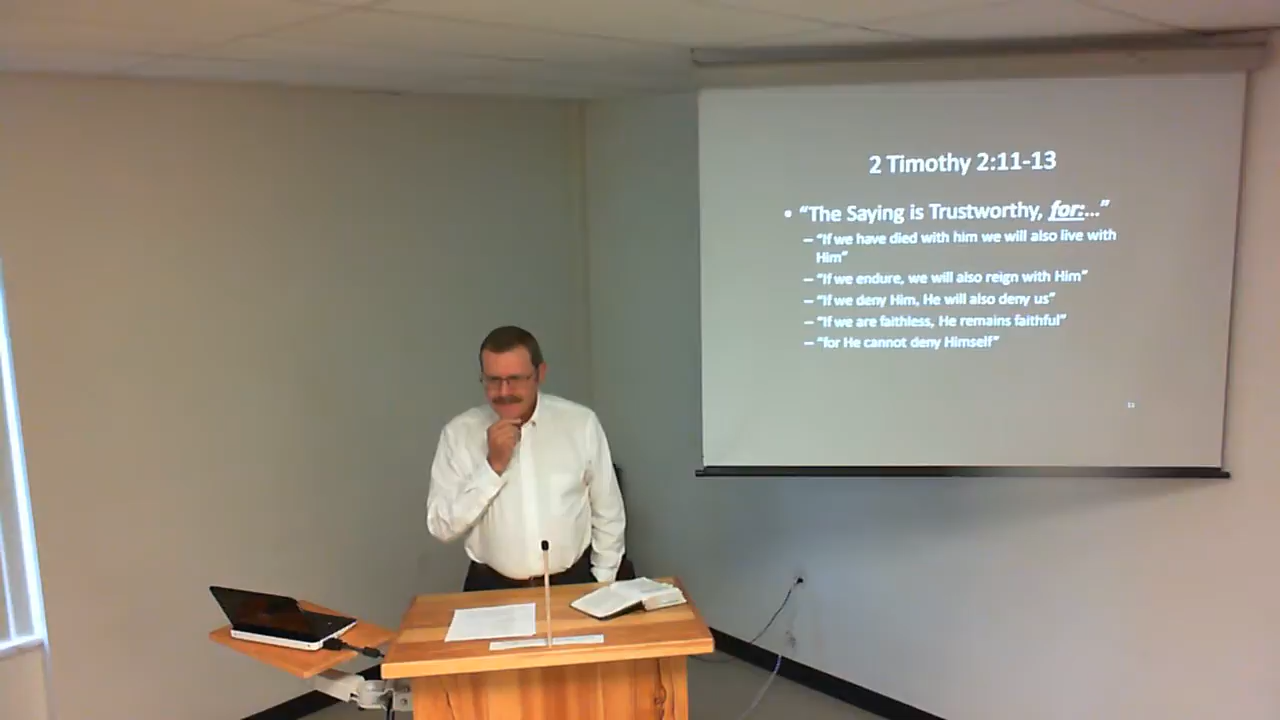 2 Timothy 2:11-13
• “The Saying is Trustworthy, for:...”
– “If we have died with him we will also live with
Him”
– “If we endure, we will also reign with Him”
– “If we deny Him, He will also deny us”
– “If we are faithless, He remains faithful”
– “for He cannot deny Himself”